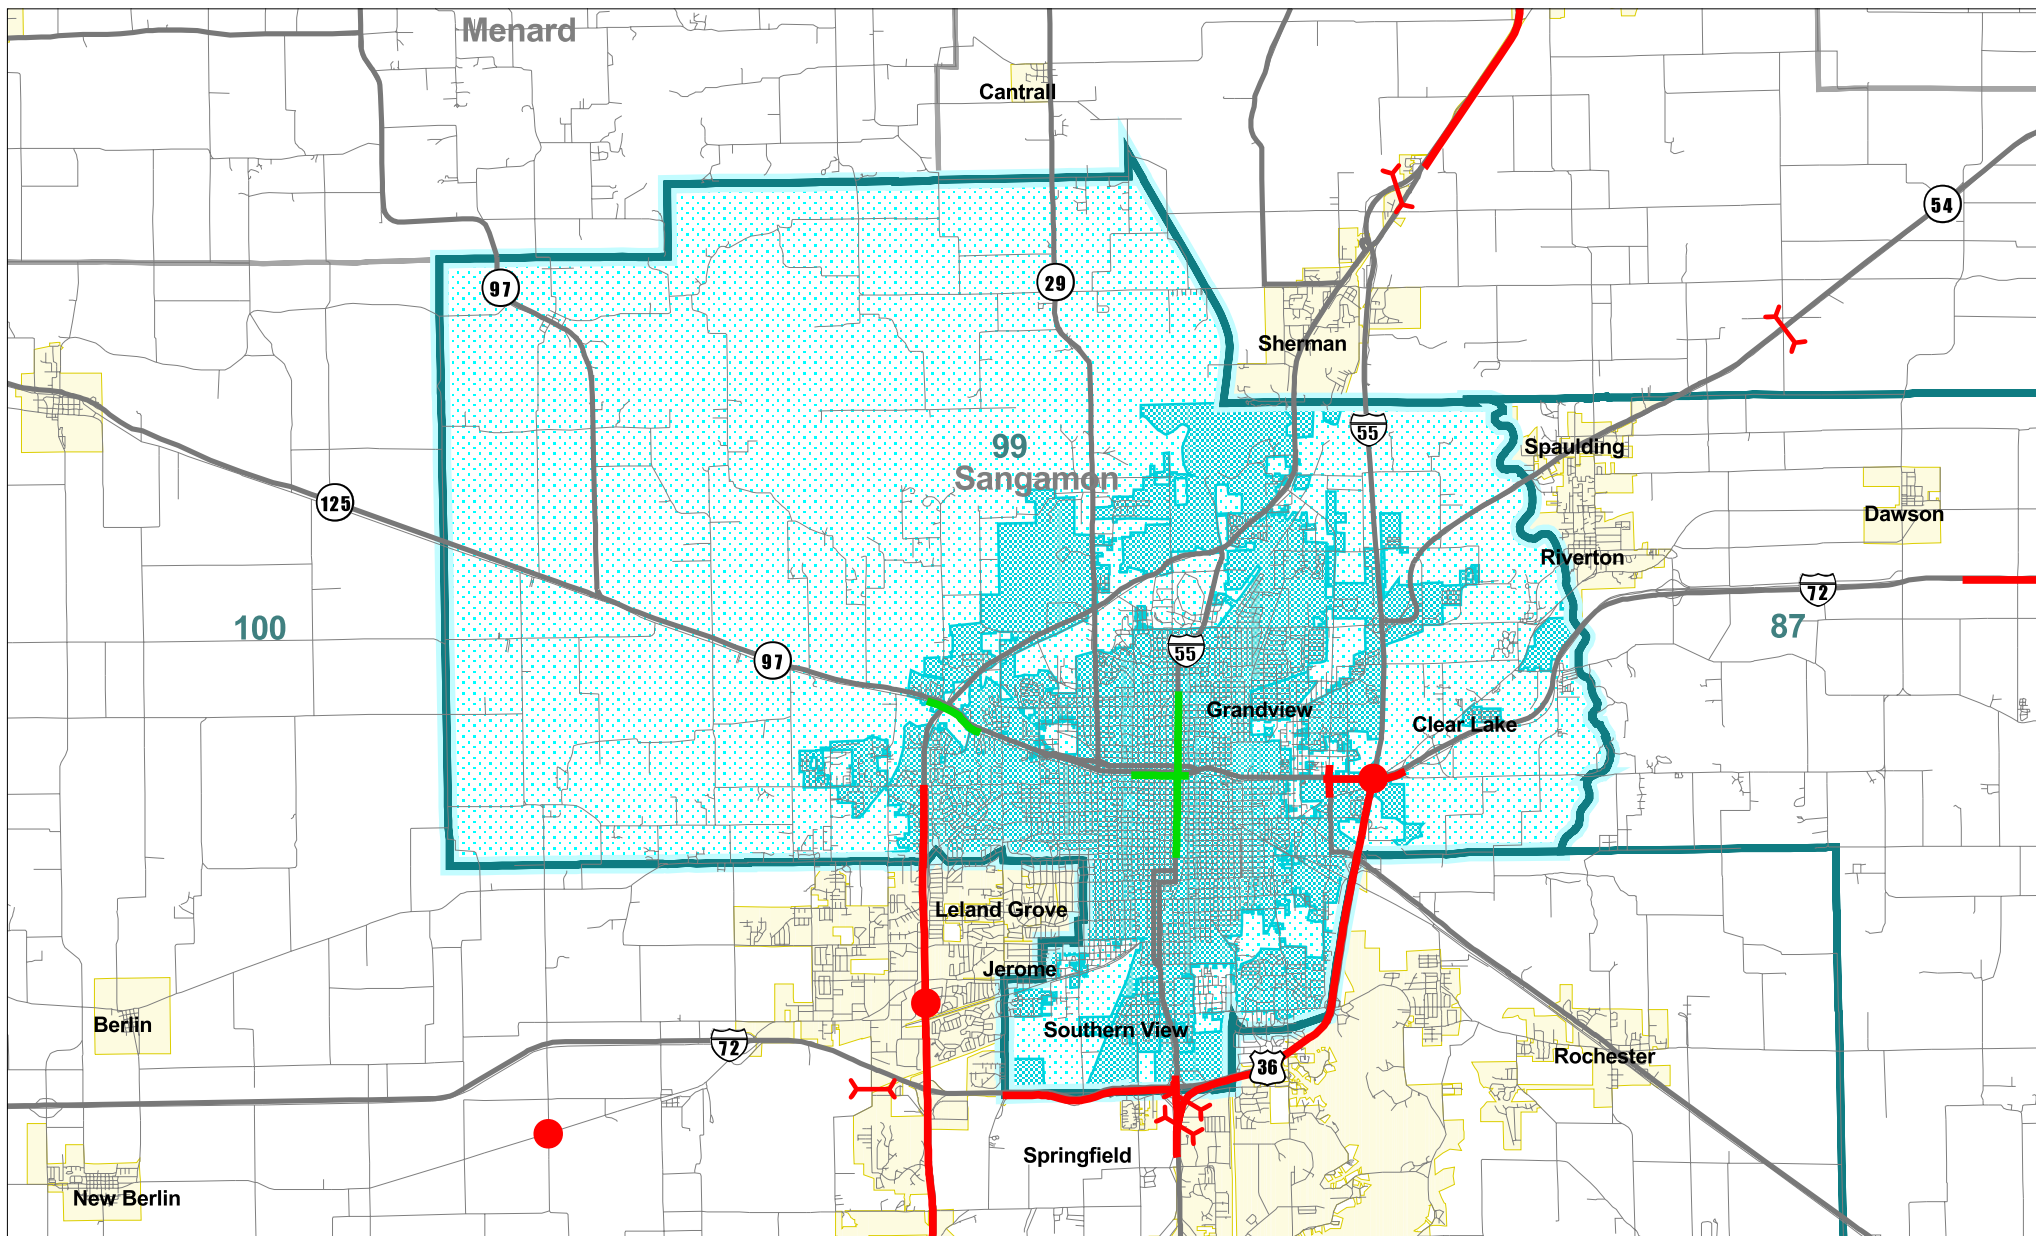 Menard
Cantrall
54
97
29
Sherman
55
99
Spaulding
Sangamon
125
Dawson
Riverton
72
100
87
55
97
Grandview
Clear Lake
Leland Grove
Jerome
Berlin
Southern View
72
Rochester
36
Springfield
New Berlin